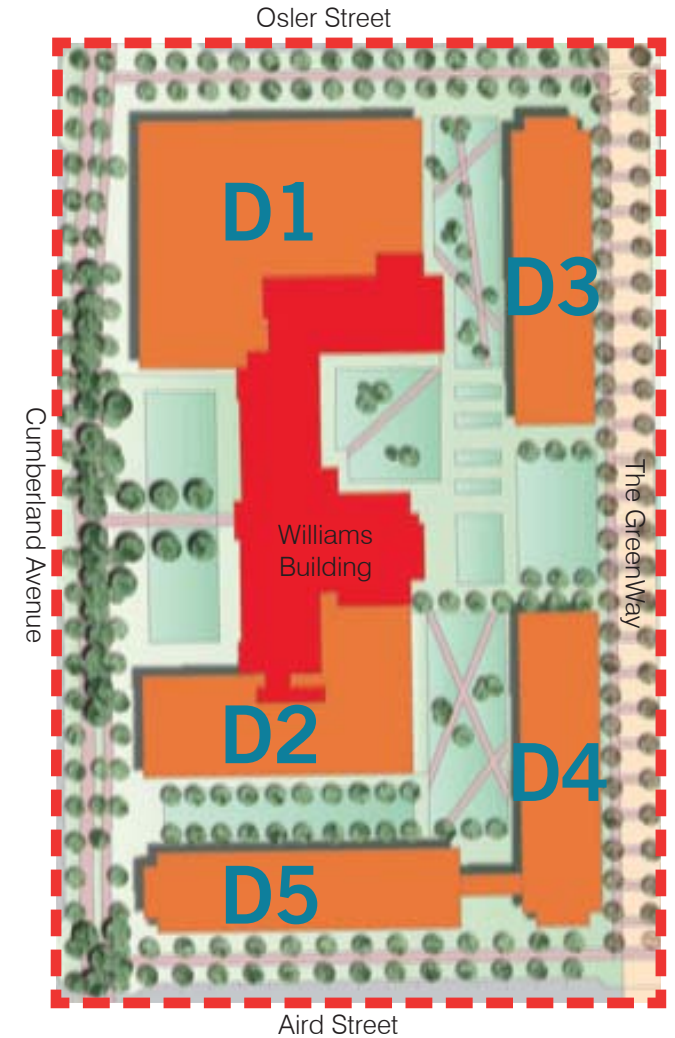 Osler Street
D1
D3
Cumberland Avenue
The GreenWay
Williams
Building
D2
D4
D5
Aird Street